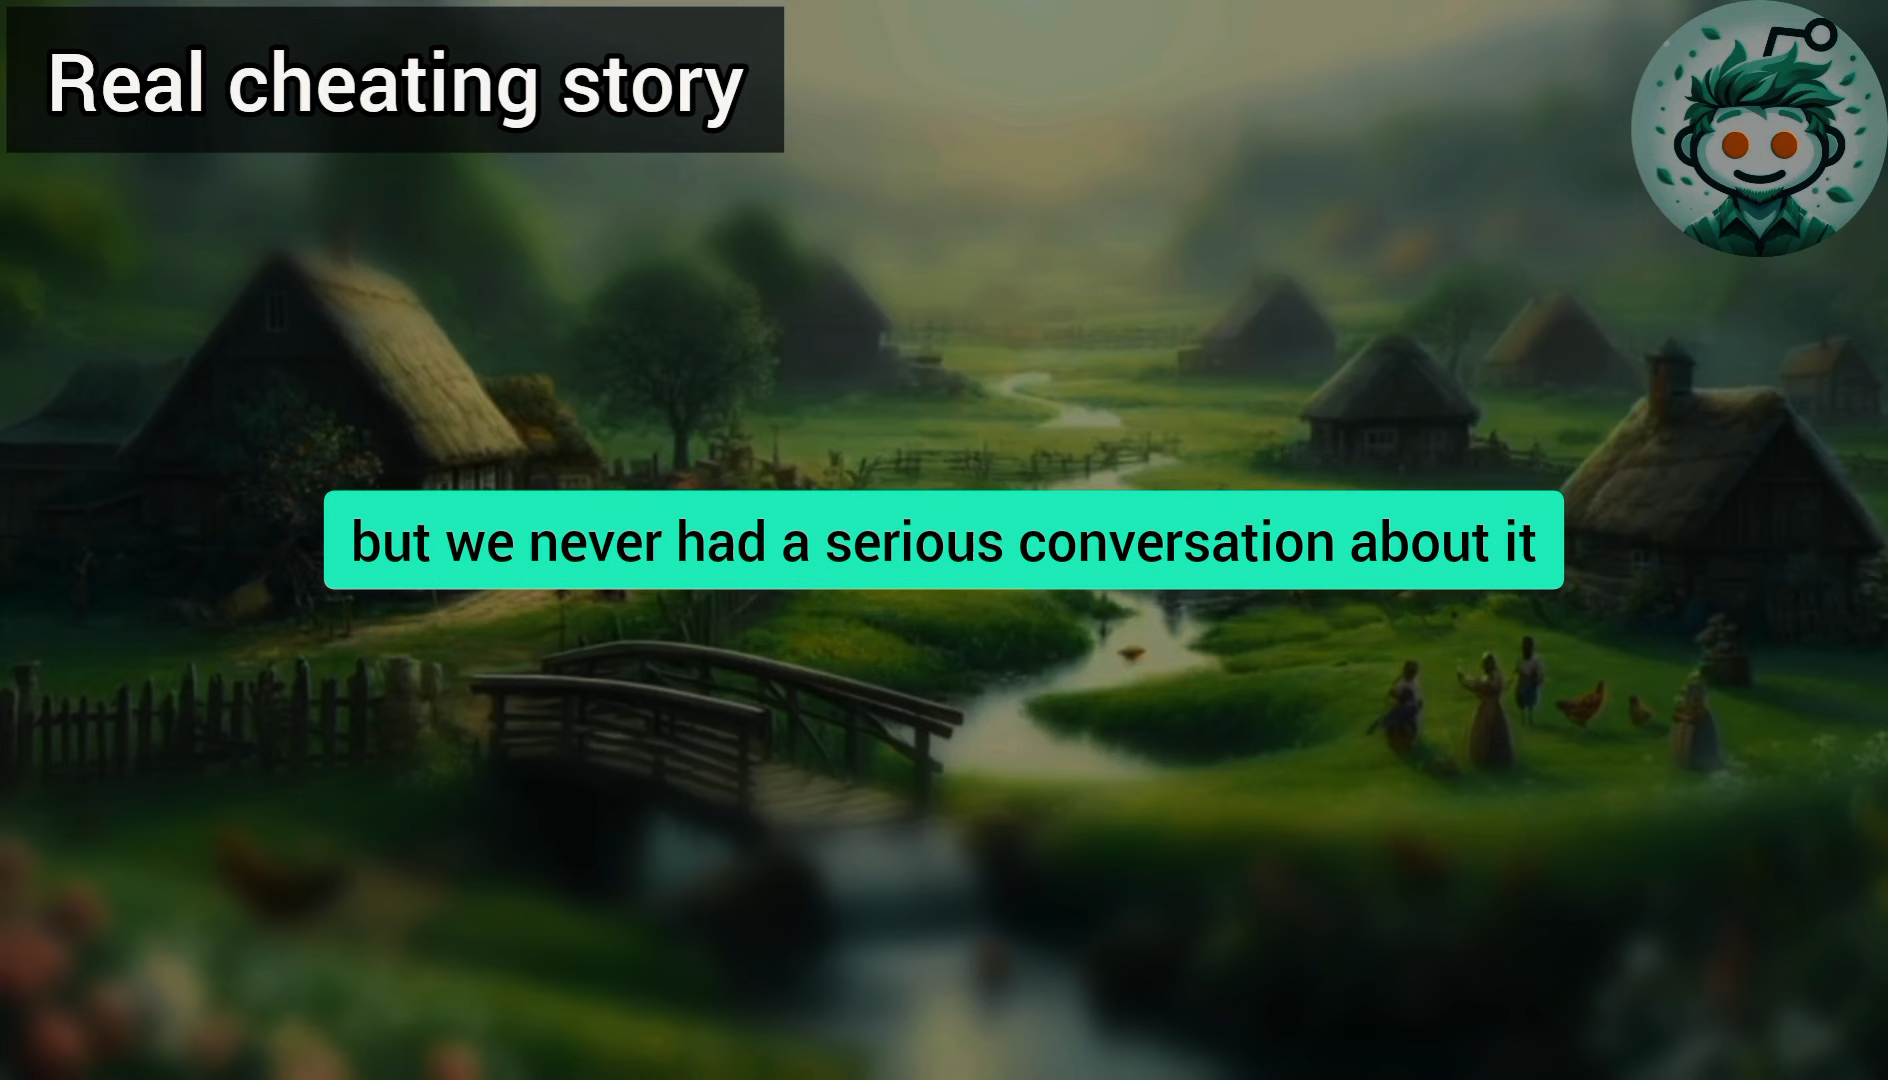 Real cheating story
but we never had a serious conversation about it